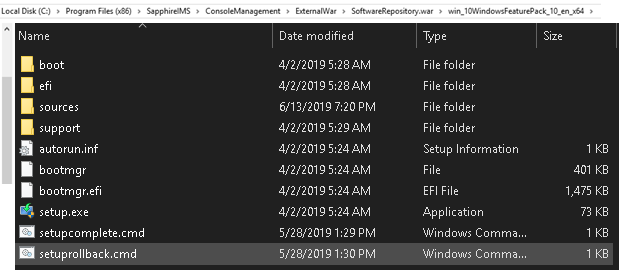 Local Disk (C:) > Program Files (x86) > SapphireIMS > ConsoleManagement > ExternalWar > SoftwareRepository.war > win_10WindowsFeaturePack_10_en_x64 >
Name Date modified Type Size
boot 4/2/2019 5:28 AM File folder
efi 4/2/2019 5:28 AM File folder
sources 6/13/2019 7:20 PM File folder
support 4/2/2019 5:29 AM File folder
autorun.inf 4/2/2019 5:24 AM Setup Information 1 KB
bootmgr 4/2/2019 5:24 AM File 401 KB
bootmgr.efi 4/2/2019 5:24 AM EFI File 1,475 KB
setup.exe 4/2/2019 5:24 AM Application 73 KB
setupcomplete.cmd 5/28/2019 1:29 PM Windows Comma... 1 KB
setuprollback.cmd 5/28/2019 1:30 PM Windows Comma... 1 KB